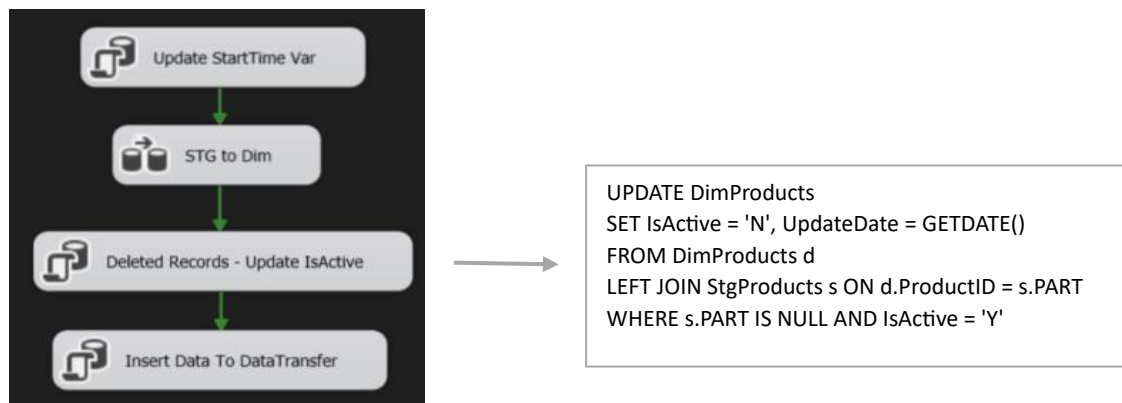 Update StartTime Var
STG to Dim
Deleted Records - Update IsActive
Insert Data To DataTransfer
UPDATE DimProducts
SET IsActive = 'N', UpdateDate = GETDATE()
FROM DimProducts d
LEFT JOIN StgProducts s ON d.ProductID = s.PART
WHERE s.PART IS NULL AND IsActive = 'Y'